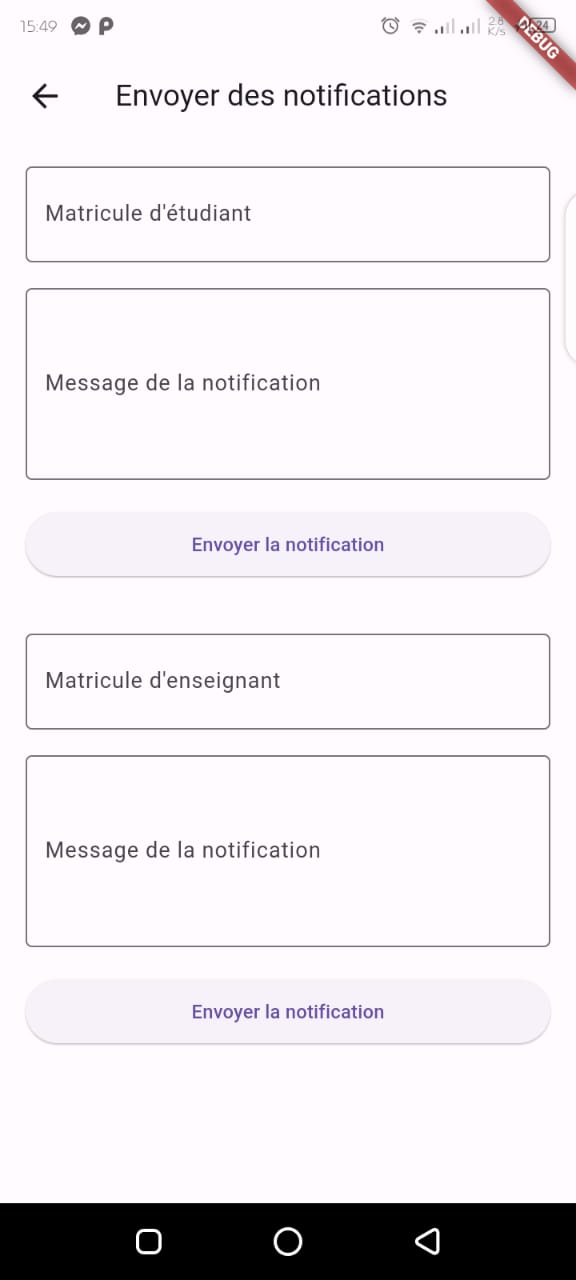 15:49
2.8
K/s
24
DEBUG
Envoyer des notifications
Matricule d'étudiant
Message de la notification
Envoyer la notification
Matricule d'enseignant
Message de la notification
Envoyer la notification